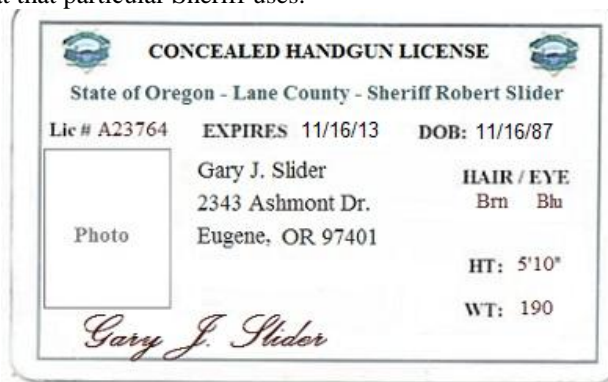 at that particular Sheriff uses.
CONCEALED HANDGUN LICENSE
State of Oregon - Lane County - Sheriff Robert Slider
Lic # A23764 EXPIRES 11/16/13 DOB: 11/16/87
Gary J. Slider
2343 Ashmont Dr.
Eugene, OR 97401
HAIR / EYE
Brn Blu
Photo
HT: 5'10"
WT: 190
Gary J. Slider